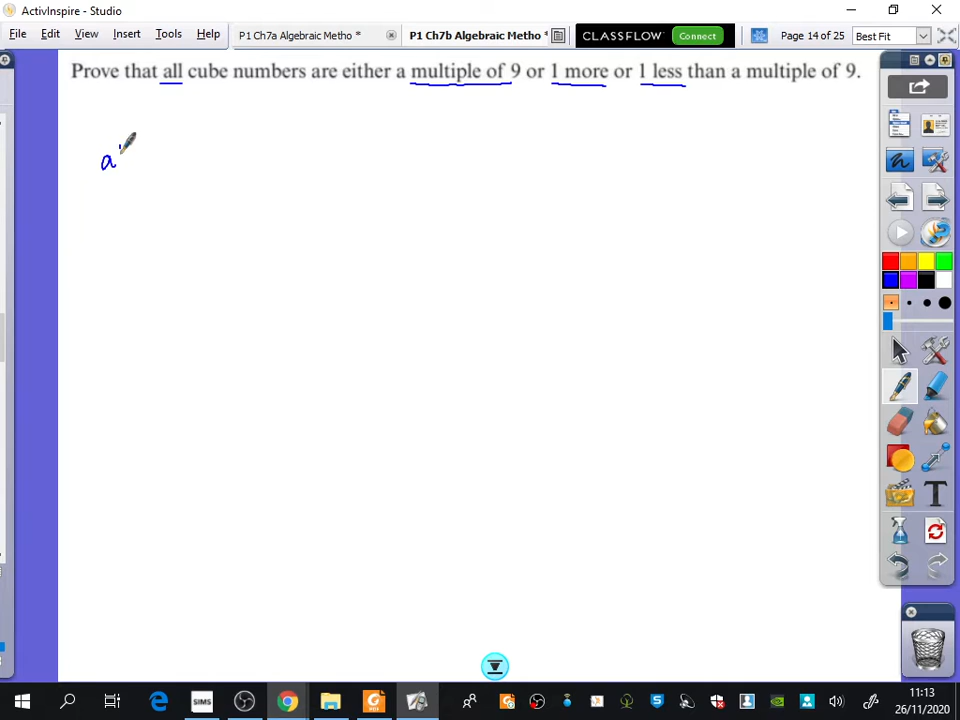 ActivInspire - Studio
File Edit View Insert Tools Help
P1 Ch7a Algebraic Metho *
P1 Ch7b Algebraic Metho *
CLASSFLOW Connect
Page 14 of 25
Best Fit
Prove that all cube numbers are either a multiple of 9 or 1 more or 1 less than a multiple of 9.
a
SIMS
11:13
26/11/2020